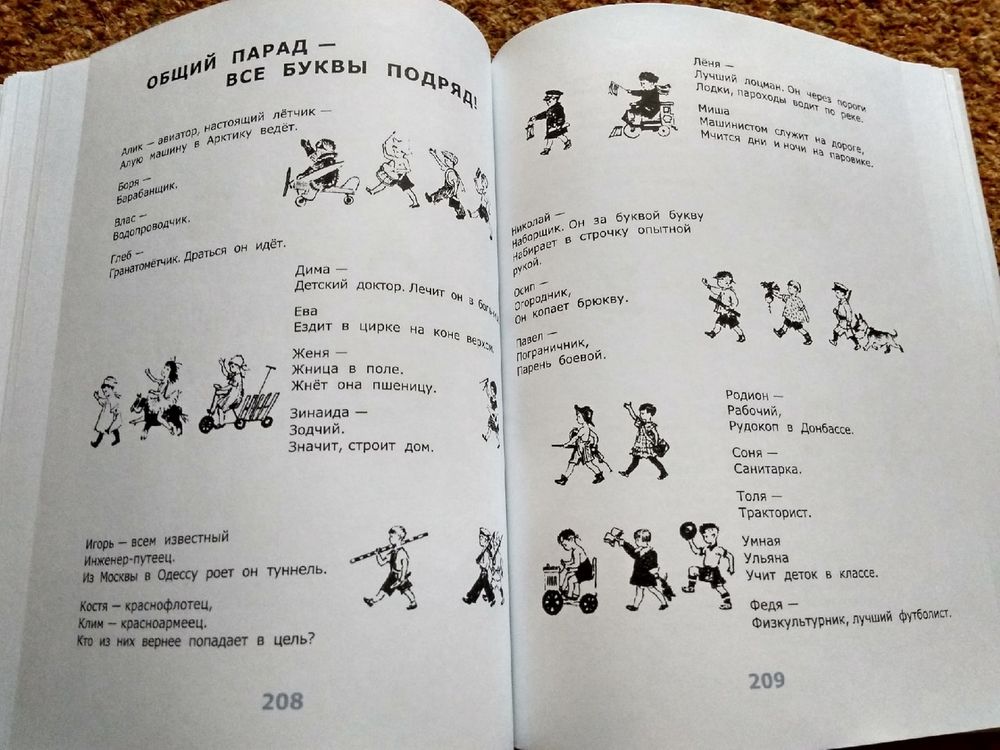 ОБЩИЙ ПАРАД —
ВСЕ БУКВЫ ПОДРЯД!
Алик — авиатор, настоящий лётчик —
Алую машину в Арктику ведёт.
Боря —
Барабанщик.
Влас —
Водопроводчик.
Глеб —
Гранатомётчик. Драться он идёт.
Дима —
Детский доктор. Лечит он в больни
Ева
Ездит в цирке на коне верхом.
Женя —
Жница в поле.
Жнёт она пшеницу.
Зинаида —
Зодчий.
Значит, строит дом.
Игорь — всем известный
Инженер-путеец.
Из Москвы в Одессу роет он туннель.
Костя — краснофлотец,
Клим — красноармеец.
Кто из них вернее попадает в цель?
208
Лёня —
Лучший лоцман. Он через пороги
Лодки, пароходы водит по реке.
Миша
Машинистом служит на дороге,
Мчится дни и ночи на паровике.
Николай —
Наборщик. Он за буквой букву
Набирает в строчку опытной
рукой.
Осип —
Огородник,
Он копает брюкву.
Павел —
Пограничник,
Парень боевой.
Родион —
Рабочий,
Рудокоп в Донбассе.
Соня —
Санитарка.
Толя —
Тракторист.
Умная
Ульяна
Учит деток в классе.
Федя —
Физкультурник, лучший футболист.
209